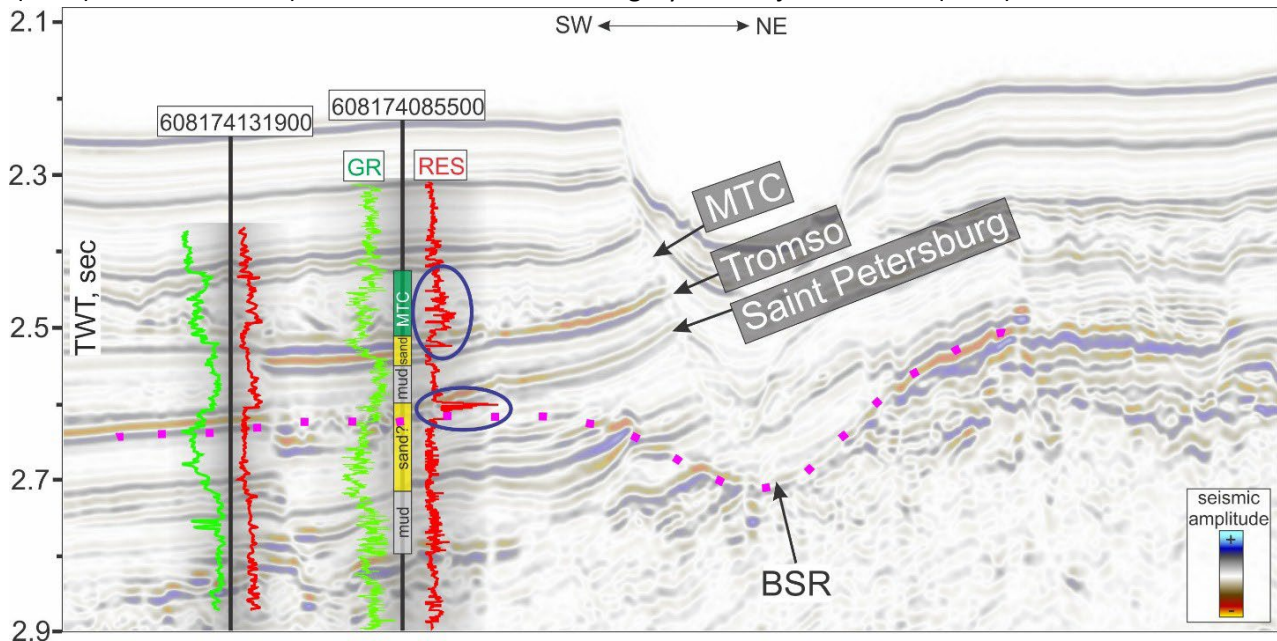 2.1
2.3
2.5
2.7
2.9
TWT, sec
SW
NE
608174131900
608174085500
GR
RES
MTC
sand
mud
sand?
mud
MTC
Tromso
Saint Petersburg
BSR
seismic
amplitude
+
-